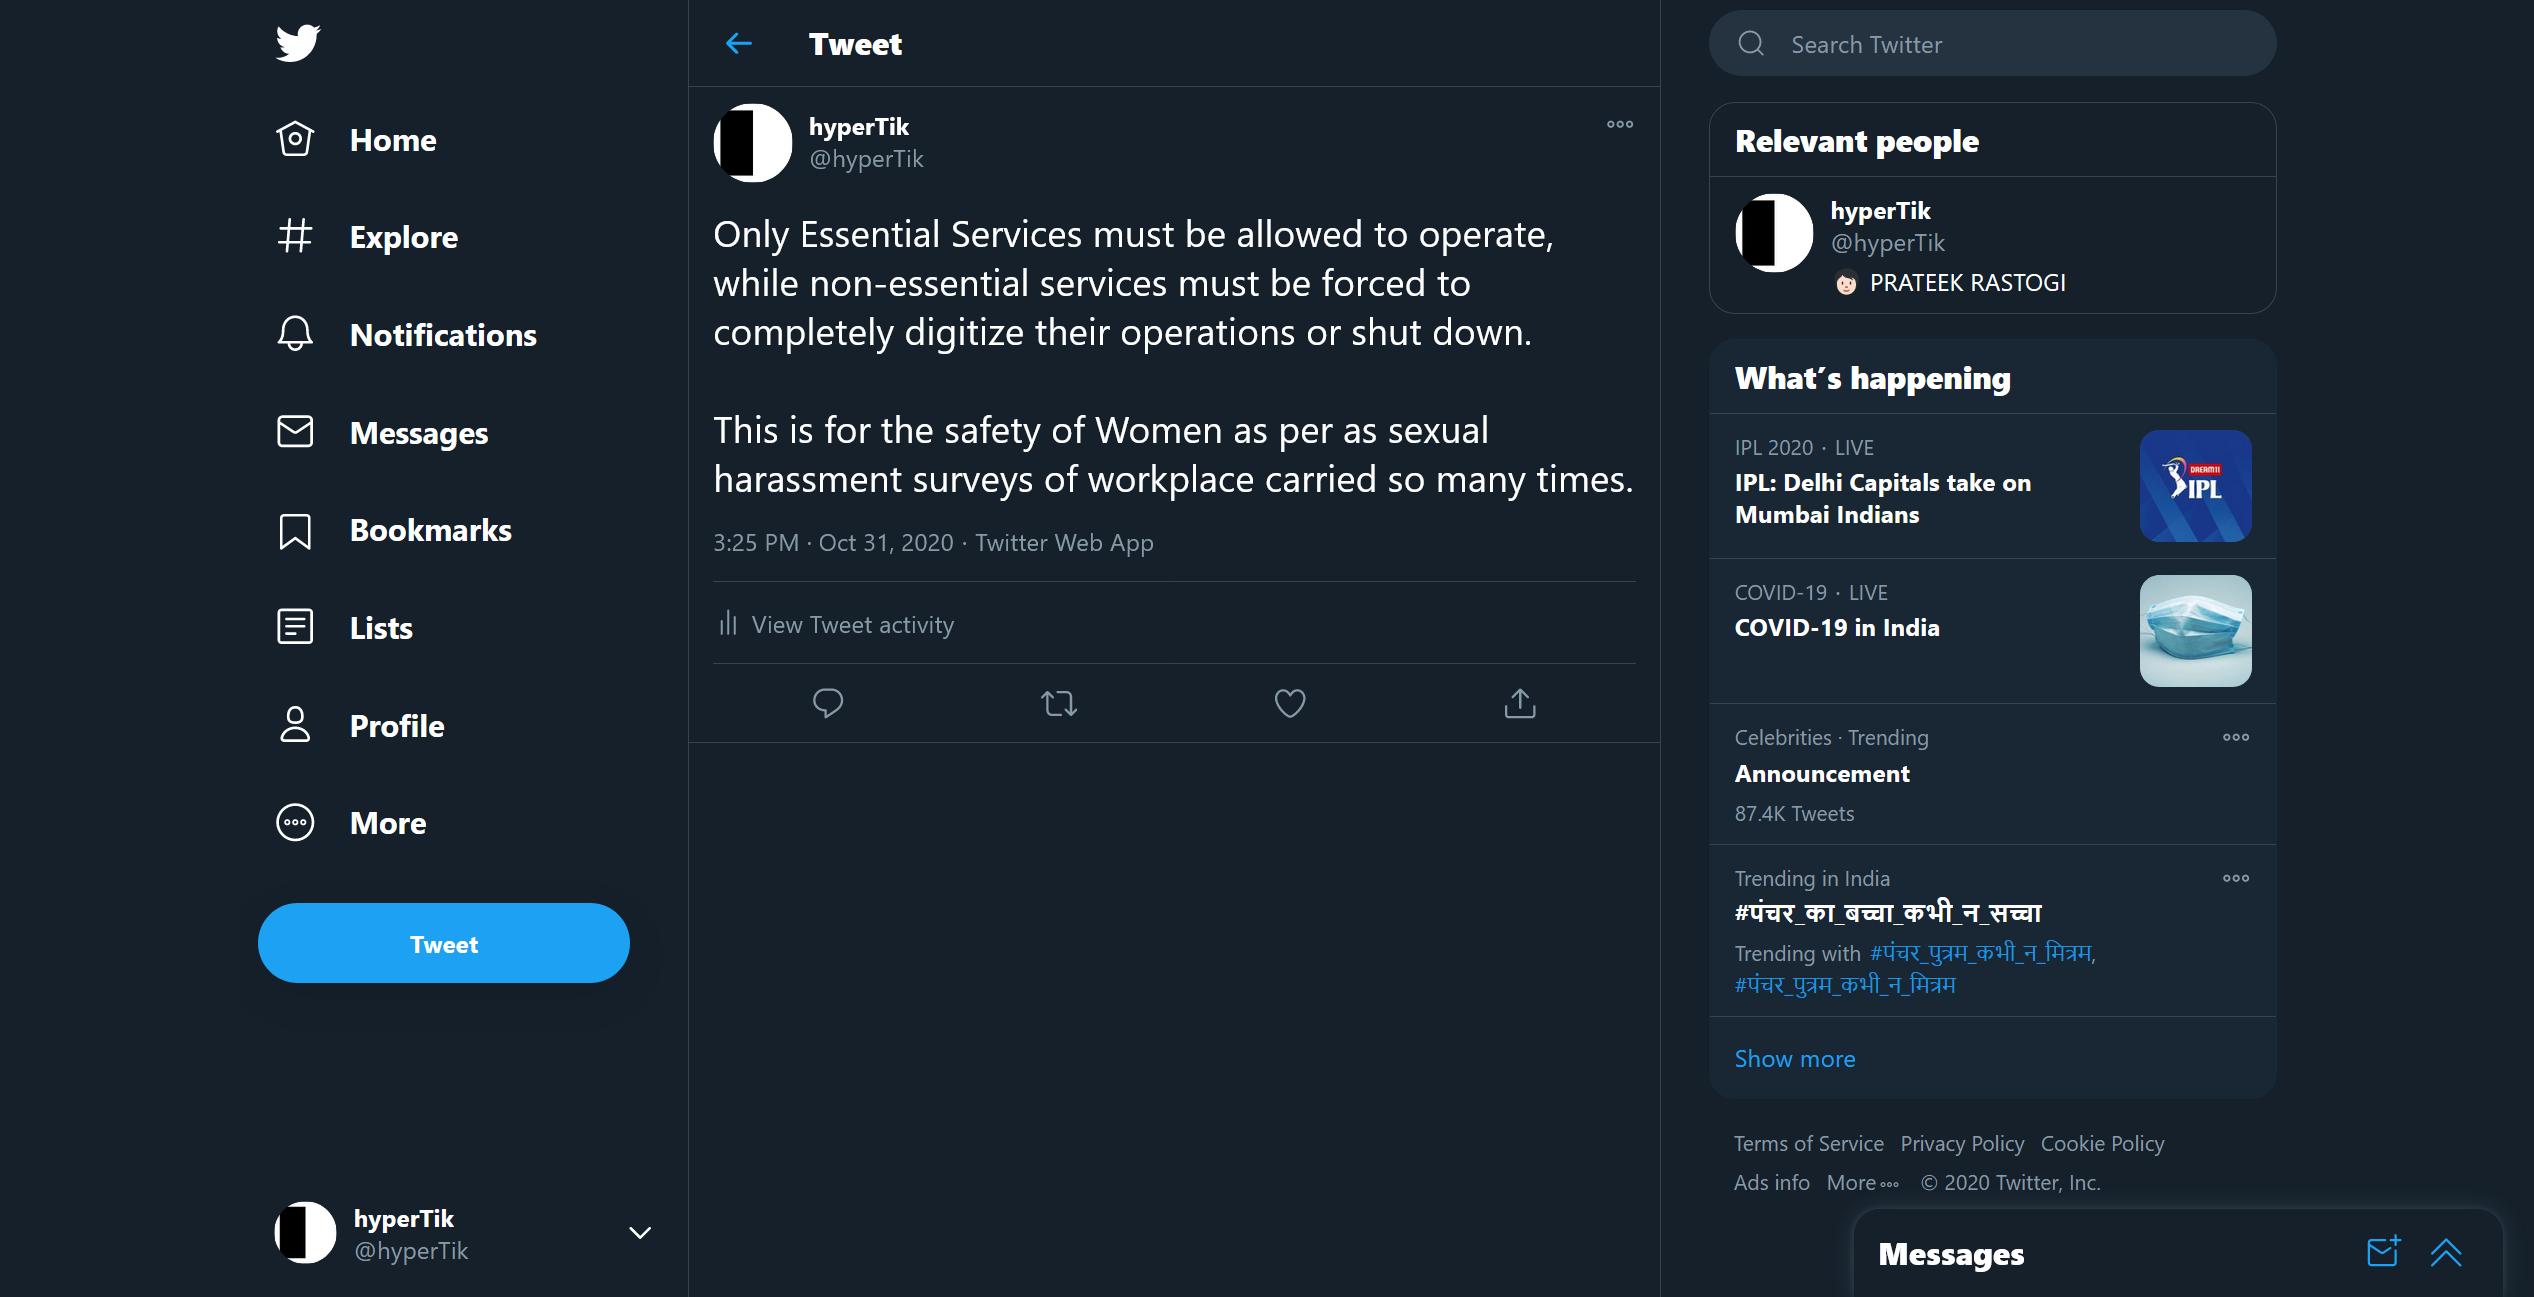 Home
Explore
Notifications
Messages
Bookmarks
Lists
Profile
More
Tweet
hyperTik
@hyperTik
Tweet
hyperTik
@hyperTik
Only Essential Services must be allowed to operate,
while non-essential services must be forced to
completely digitize their operations or shut down.
This is for the safety of Women as per as sexual
harassment surveys of workplace carried so many times.
3:25 PM · Oct 31, 2020 · Twitter Web App
View Tweet activity
Search Twitter
Relevant people
hyperTik
@hyperTik
PRATEEK RASTOGI
What's happening
IPL 2020 · LIVE
IPL: Delhi Capitals take on
Mumbai Indians
DREAM11
IPL
COVID-19 · LIVE
COVID-19 in India
Celebrities · Trending
Announcement
87.4K Tweets
Trending in India
#पंचर_का_बच्चा_कभी_न_सच्चा
Trending with #पंचर_पुत्रम_कभी_न_मित्रम,
#पंचर_पुत्रम_कभी_न_मित्रम
Show more
Terms of Service Privacy Policy Cookie Policy
Ads info More © 2020 Twitter, Inc.
Messages